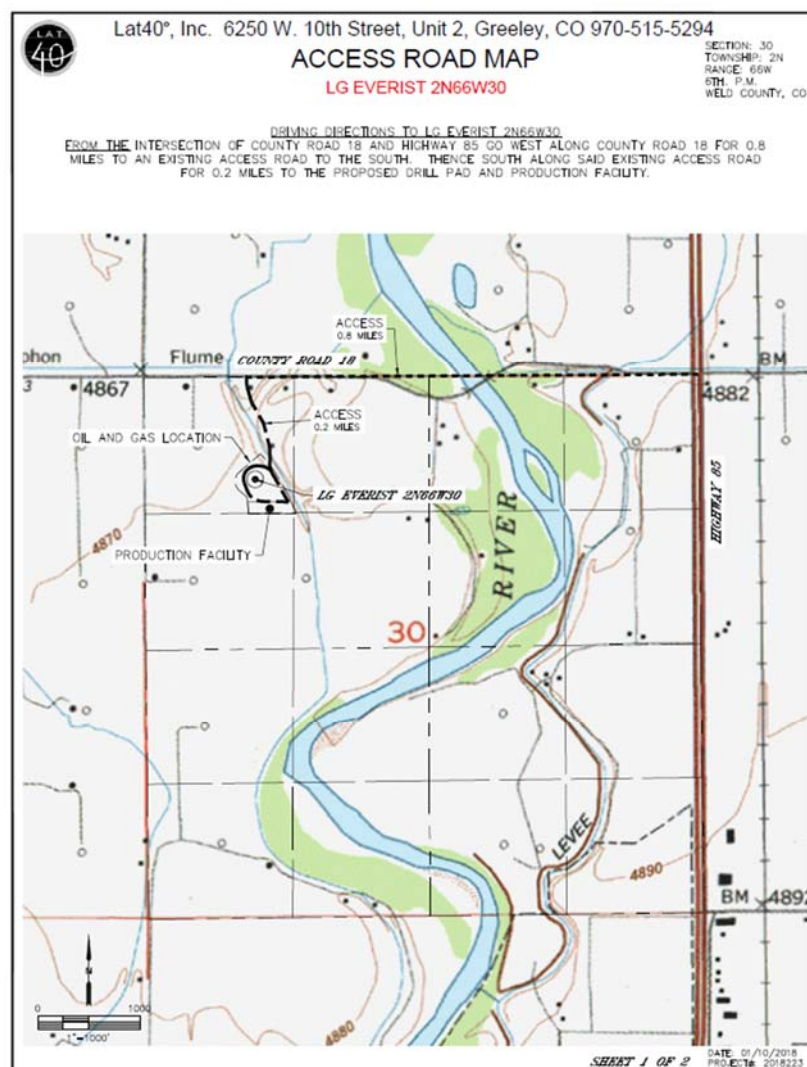 LAT
40°
Lat40°, Inc. 6250 W. 10th Street, Unit 2, Greeley, CO 970-515-5294
ACCESS ROAD MAP
LG EVERIST 2N66W30
SECTION: 30
TOWNSHIP: 2N
RANGE: 66W
6TH. P.M.
WELD COUNTY, CO
DRIVING DIRECTIONS TO LG EVERIST 2N66W30
FROM THE INTERSECTION OF COUNTY ROAD 18 AND HIGHWAY 85 GO WEST ALONG COUNTY ROAD 18 FOR 0.8
MILES TO AN EXISTING ACCESS ROAD TO THE SOUTH. THENCE SOUTH ALONG SAID EXISTING ACCESS ROAD
FOR 0.2 MILES TO THE PROPOSED DRILL PAD AND PRODUCTION FACILITY.
ACCESS
0.8 MILES
phon
Flume
COUNTY ROAD 18
BM
3
4867
4882
ACCESS
0.2 MILES
OIL AND GAS LOCATION
LG EVERIST 2N66W30
HIGHWAY 85
RIVER
4870
PRODUCTION FACILITY
30
LEVEE
4890
BM
4892
N
0
1000
1"=1000'
4880
SHEET 1 OF 2
DATE: 01/10/2018
PROJECT#: 2018223